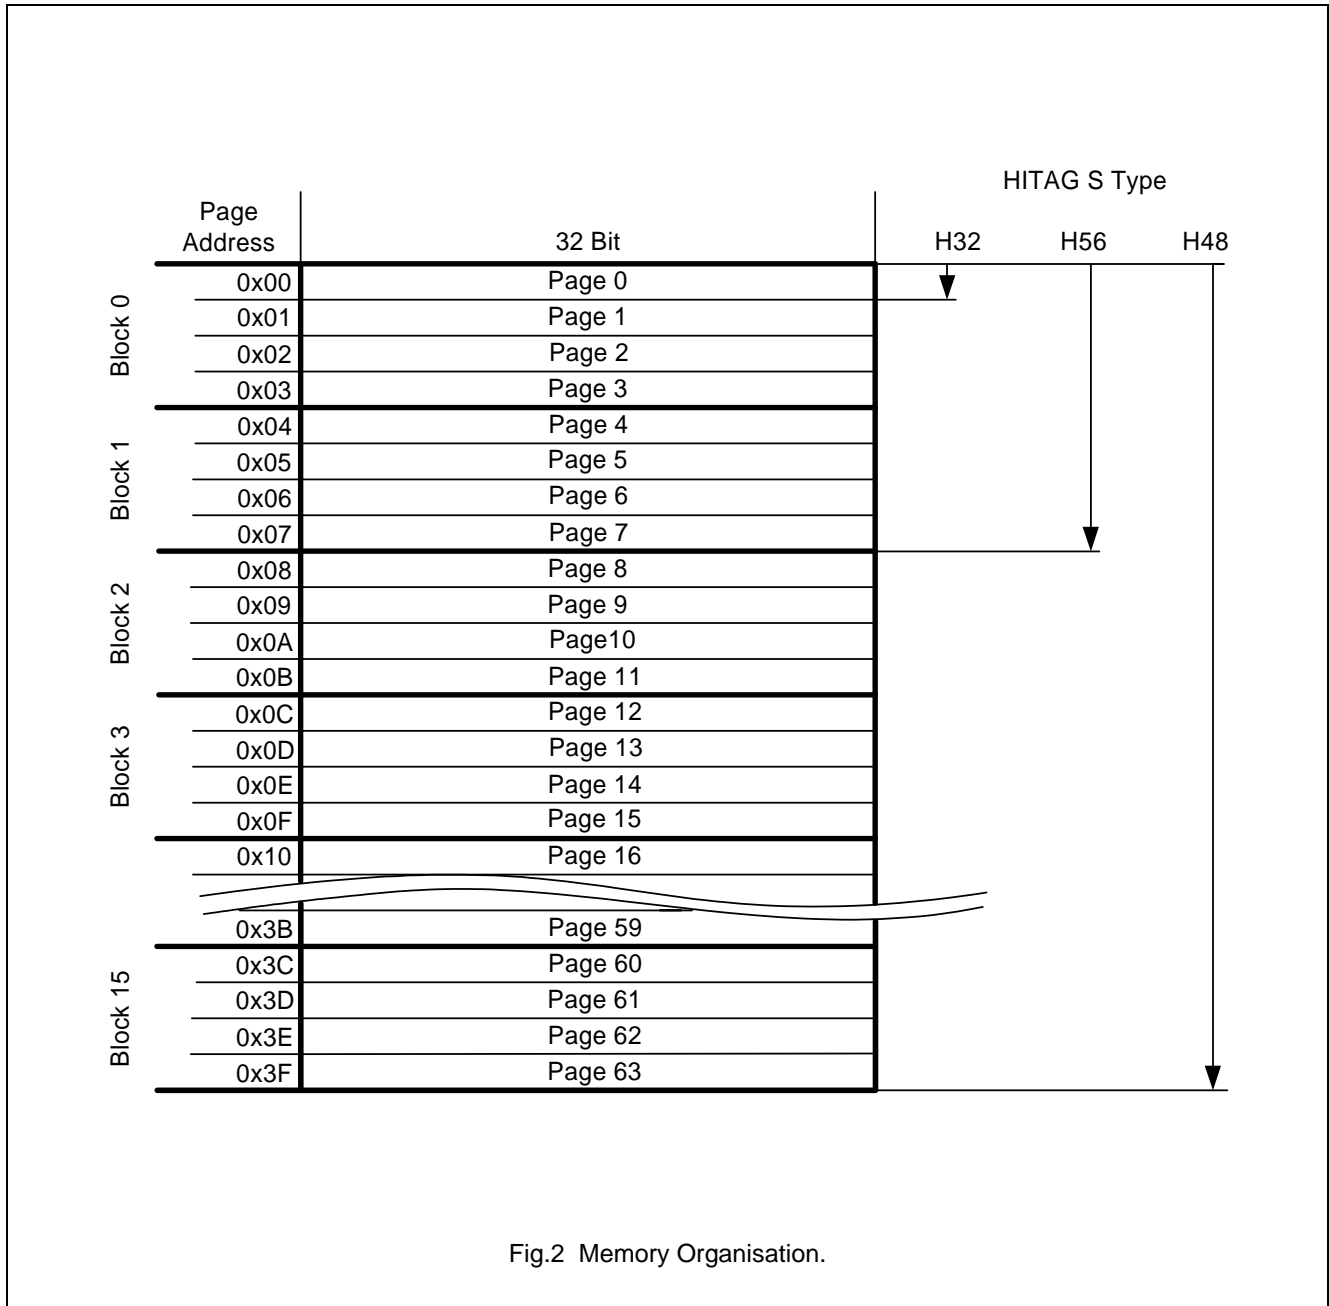 HITAG S Type
Page
Address 32 Bit H32 H56 H48
Block 0
0x00 Page 0
0x01 Page 1
0x02 Page 2
0x03 Page 3
Block 1
0x04 Page 4
0x05 Page 5
0x06 Page 6
0x07 Page 7
Block 2
0x08 Page 8
0x09 Page 9
0x0A Page10
0x0B Page 11
Block 3
0x0C Page 12
0x0D Page 13
0x0E Page 14
0x0F Page 15
0x10 Page 16
0x3B Page 59
Block 15
0x3C Page 60
0x3D Page 61
0x3E Page 62
0x3F Page 63
Fig.2 Memory Organisation.